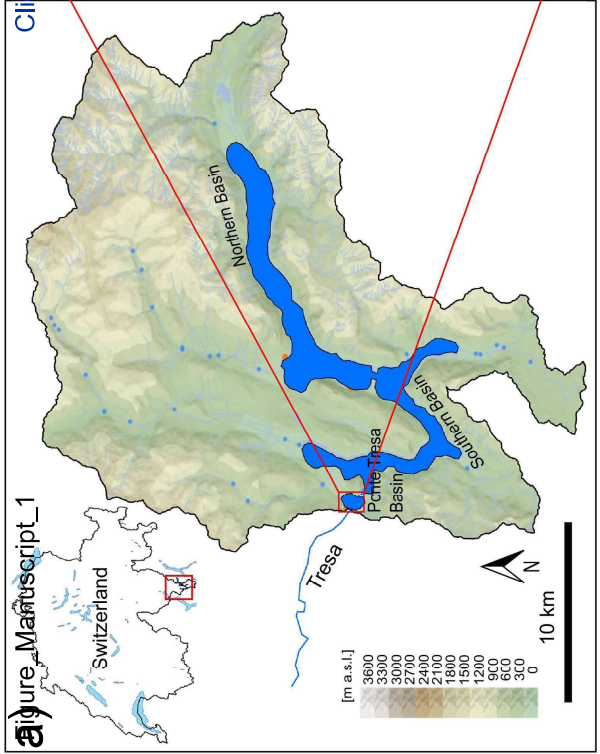 Figure_Manuscript_1
Cli
a)
Switzerland
Northern Basin
Southern Basin
Ponte Tresa
Basin
Tresa
N
10 km
[m a.s.l.]
3600
3300
3000
2700
2400
2100
1800
1500
1200
900
600
300
0